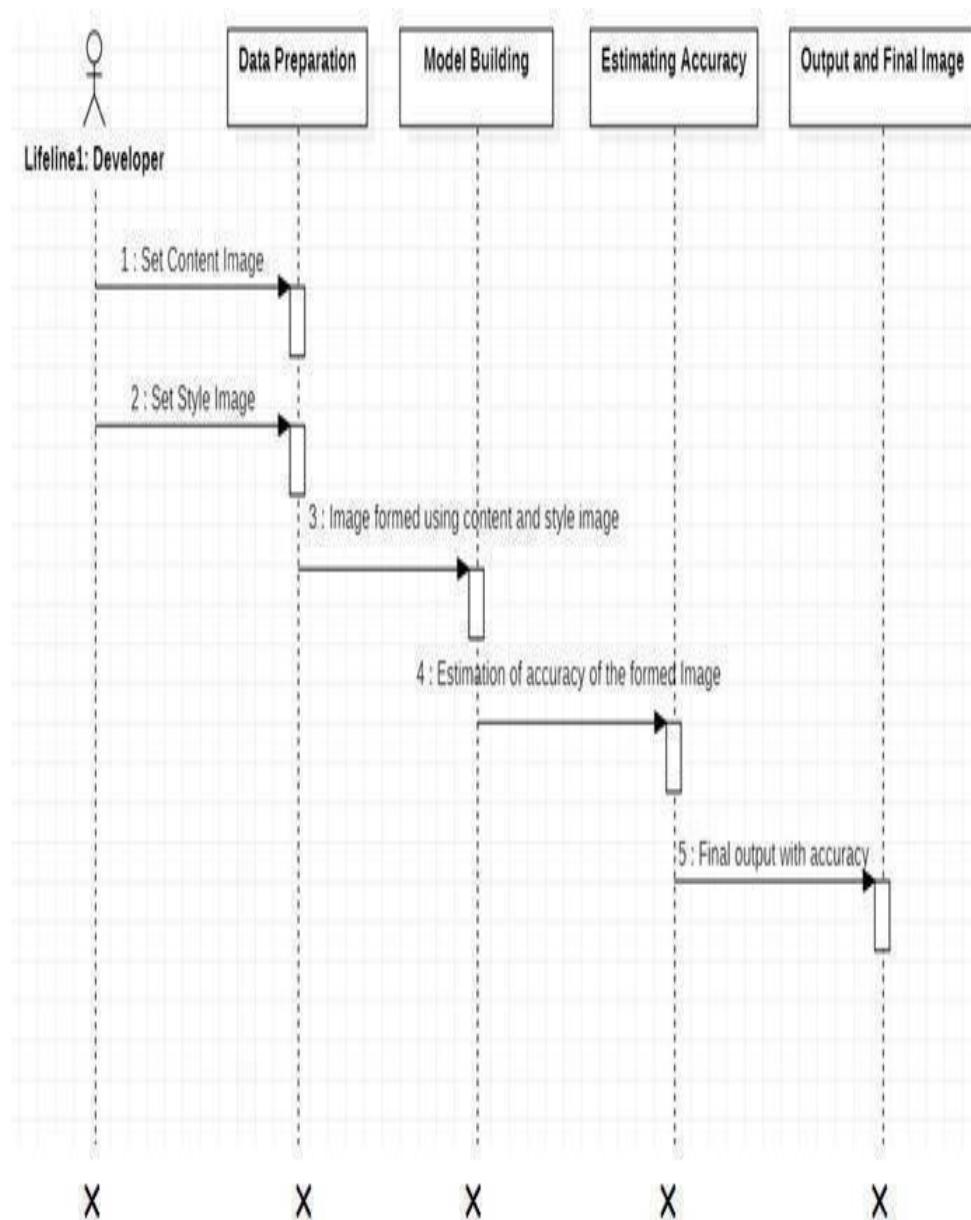 Data Preparation
Model Building
Estimating Accuracy
Output and Final Image
Lifeline1: Developer
1 : Set Content Image
2 : Set Style Image
3 : Image formed using content and style image
4 : Estimation of accuracy of the formed Image
5 : Final output with accuracy
X X X X X